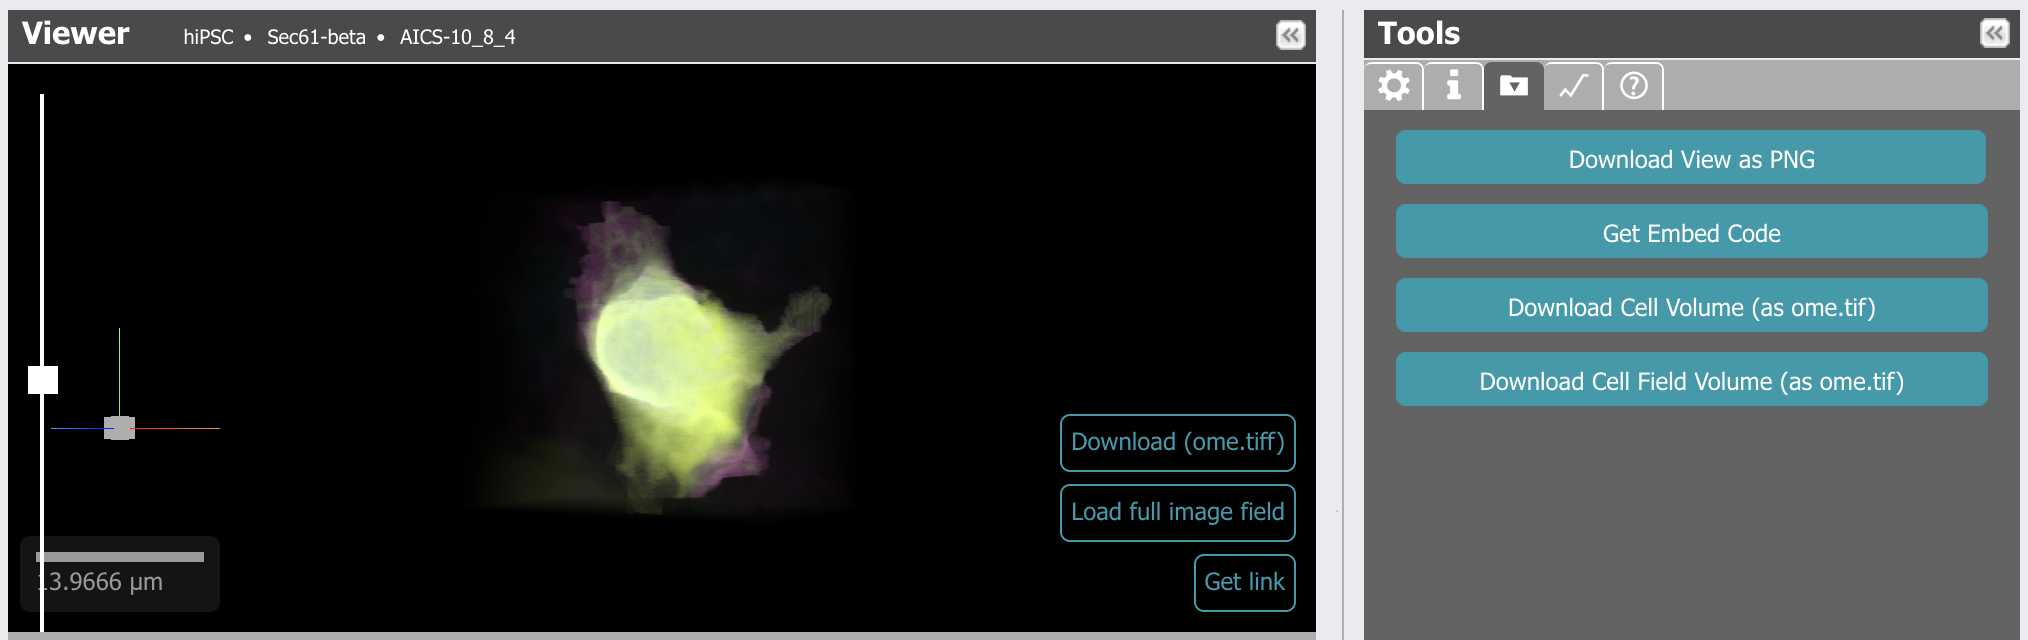 Viewer hiPSC • Sec61-beta • AICS-10_8_4
Download (ome.tiff)
Load full image field
Get link
13.9666 µm
Tools
Download View as PNG
Get Embed Code
Download Cell Volume (as ome.tif)
Download Cell Field Volume (as ome.tif)